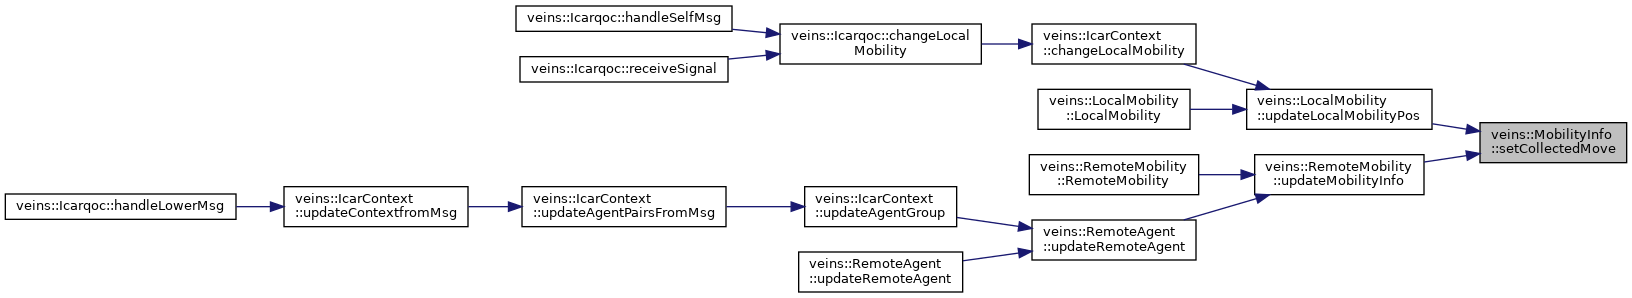 veins::Icarqoc::handleSelfMsg
veins::Icarqoc::receiveSignal
veins::Icarqoc::changeLocal
Mobility
veins::IcarContext
::changeLocalMobility
veins::LocalMobility
::LocalMobility
veins::LocalMobility
::updateLocalMobilityPos
veins::MobilityInfo
::setCollectedMove
veins::RemoteMobility
::RemoteMobility
veins::RemoteMobility
::updateMobilityInfo
veins::Icarqoc::handleLowerMsg
veins::IcarContext
::updateContextfromMsg
veins::IcarContext
::updateAgentPairsFromMsg
veins::IcarContext
::updateAgentGroup
veins::RemoteAgent
::updateRemoteAgent
veins::RemoteAgent
::updateRemoteAgent